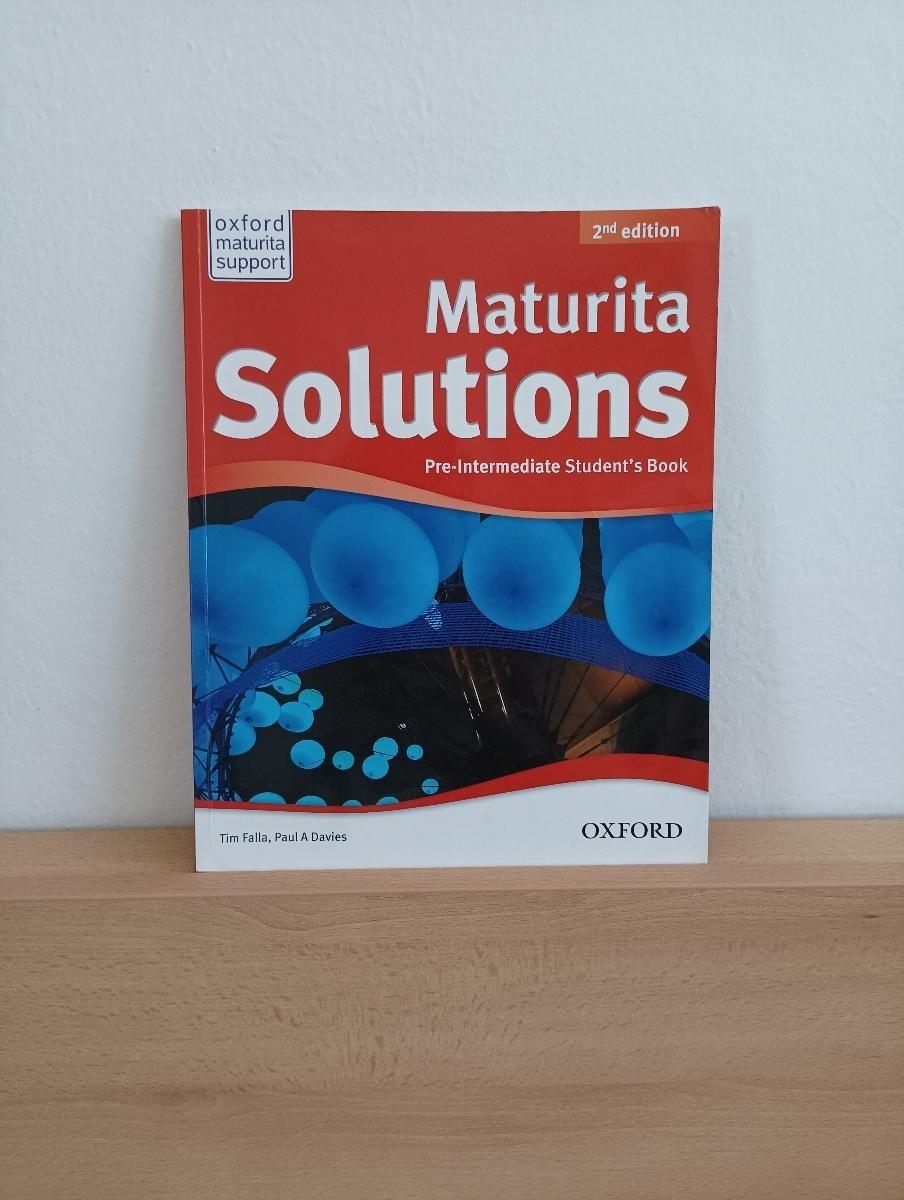 oxford
maturita
support
2nd edition
Maturita
Solutions
Pre-Intermediate Student's Book
Tim Falla, Paul A Davies
OXFORD